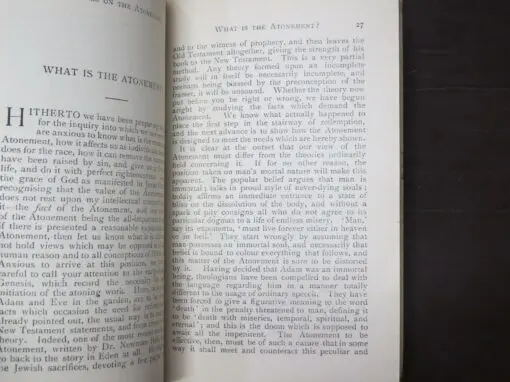 ON THE ATONEMENT
WHAT IS THE ATONEMENT
HITHERTO we have been
for the inquiry into which we
are anxious to know what is the
Atonement, how it affects us as
does for the race, how it can remove the
have been raised by sin, and give
life, and do it with perfect
the grace of God as manifested in
recognising that the value of the
does not rest upon my intellectual
it—the fact of the Atonement, and
of the Atonement being the
if there is presented a reasonable
Atonement, then let us know what is
not hold views which may be opposed
human reason and to all conceptions of
Anxious to arrive at this position,
careful to call your attention to the
Genesis, which record the
initiation of the atoning work.
Adam and Eve in the garden,
acts which occasion the need for
already pointed out, the usual way is to
New Testament statements, and from
theory. Indeed, one of the most
Atonement, written by Dr. Newman
go back to the story in Eden at all. He
the Jewish sacrifices, devoting a few
WHAT IS THE ATONEMENT? 27
and to the witness of prophecy, and then leaves the
Old Testament altogether, giving the strength of his
book to the New Testament. This is a very partial
method. Any theory formed upon an incomplete
study will in itself be necessarily incomplete, and
perhaps being biassed by the preconception of the
framer, it will be unsound. Whether the theory now
put before you be right or wrong, we have begun
aright by studying the facts which demand the
Atonement. We know what actually happened to
place the first step in the stairway of redemption,
and the next advance is to show how the Atonement
is designed to meet the needs which are hereby shown.
It is clear at the outset that our view of the
Atonement must differ from the theories ordinarily
held concerning it. If for no other reason, the
position taken on man's mortal nature will make this
apparent. The popular belief argues that man is
immortal; talks in proud style of never-dying souls;
boldly affirms an immediate entrance to a state of
bliss on the dissolution of the body, and without a
spark of pity consigns all who do not agree to its
particular dogmas to a life of endless misery. 'Man,'
say its exponents, 'must live forever either in heaven
or in hell.' They start wrongly by assuming that
man possesses an immortal soul, and necessarily that
belief is bound to colour everything that follows, and
this matter of the Atonement is sure to be distorted
by it. Having decided that Adam was an immortal
being, theologians have been compelled to deal with
the language regarding him in a manner totally
different to the usage of ordinary speech. They have
been forced to give a figurative meaning to the word
'death' in the penalty threatened to man, defining it
to be 'death with miseries, temporal, spiritual, and
eternal'; and this is the doom which is supposed to
await all the impenitent. The Atonement to be
effective, then, must be of such a nature that in some
way it shall meet and counteract this peculiar and